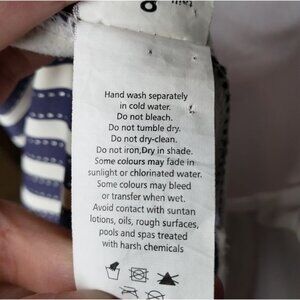 8
Hand wash separately
in cold water.
Do not bleach.
Do not tumble dry.
Do not dry-clean.
Do not iron,Dry in shade.
Some colours may fade in
sunlight or chlorinated water.
Some colours may bleed
or transfer when wet.
Avoid contact with suntan
lotions, oils, rough surfaces,
pools and spas treated
with harsh chemicals